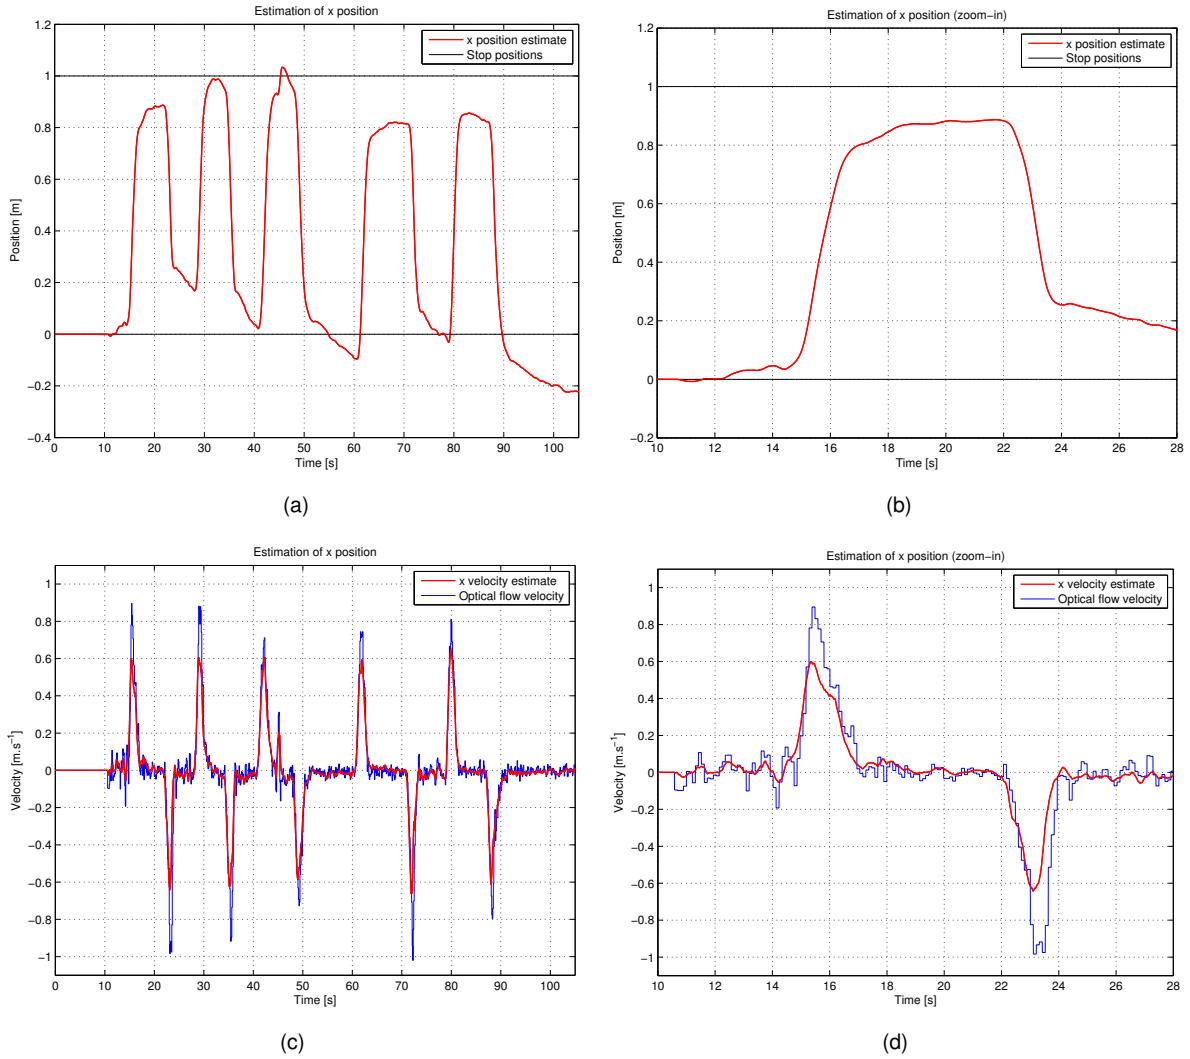 Estimation of x position
1.2
1
0.8
0.6
0.4
0.2
0
−0.2
−0.4
Position [m]
x position estimate
Stop positions
0 10 20 30 40 50 60 70 80 90 100
Time [s]
(a)
Estimation of x position (zoom−in)
1.2
1
0.8
0.6
0.4
0.2
0
−0.2
Position [m]
x position estimate
Stop positions
10 12 14 16 18 20 22 24 26 28
Time [s]
(b)
Estimation of x position
1
0.8
0.6
0.4
0.2
0
−0.2
−0.4
−0.6
−0.8
−1
Velocity [m.s⁻¹]
x velocity estimate
Optical flow velocity
0 10 20 30 40 50 60 70 80 90 100
Time [s]
(c)
Estimation of x position (zoom−in)
1
0.8
0.6
0.4
0.2
0
−0.2
−0.4
−0.6
−0.8
−1
Velocity [m.s⁻¹]
x velocity estimate
Optical flow velocity
10 12 14 16 18 20 22 24 26 28
Time [s]
(d)